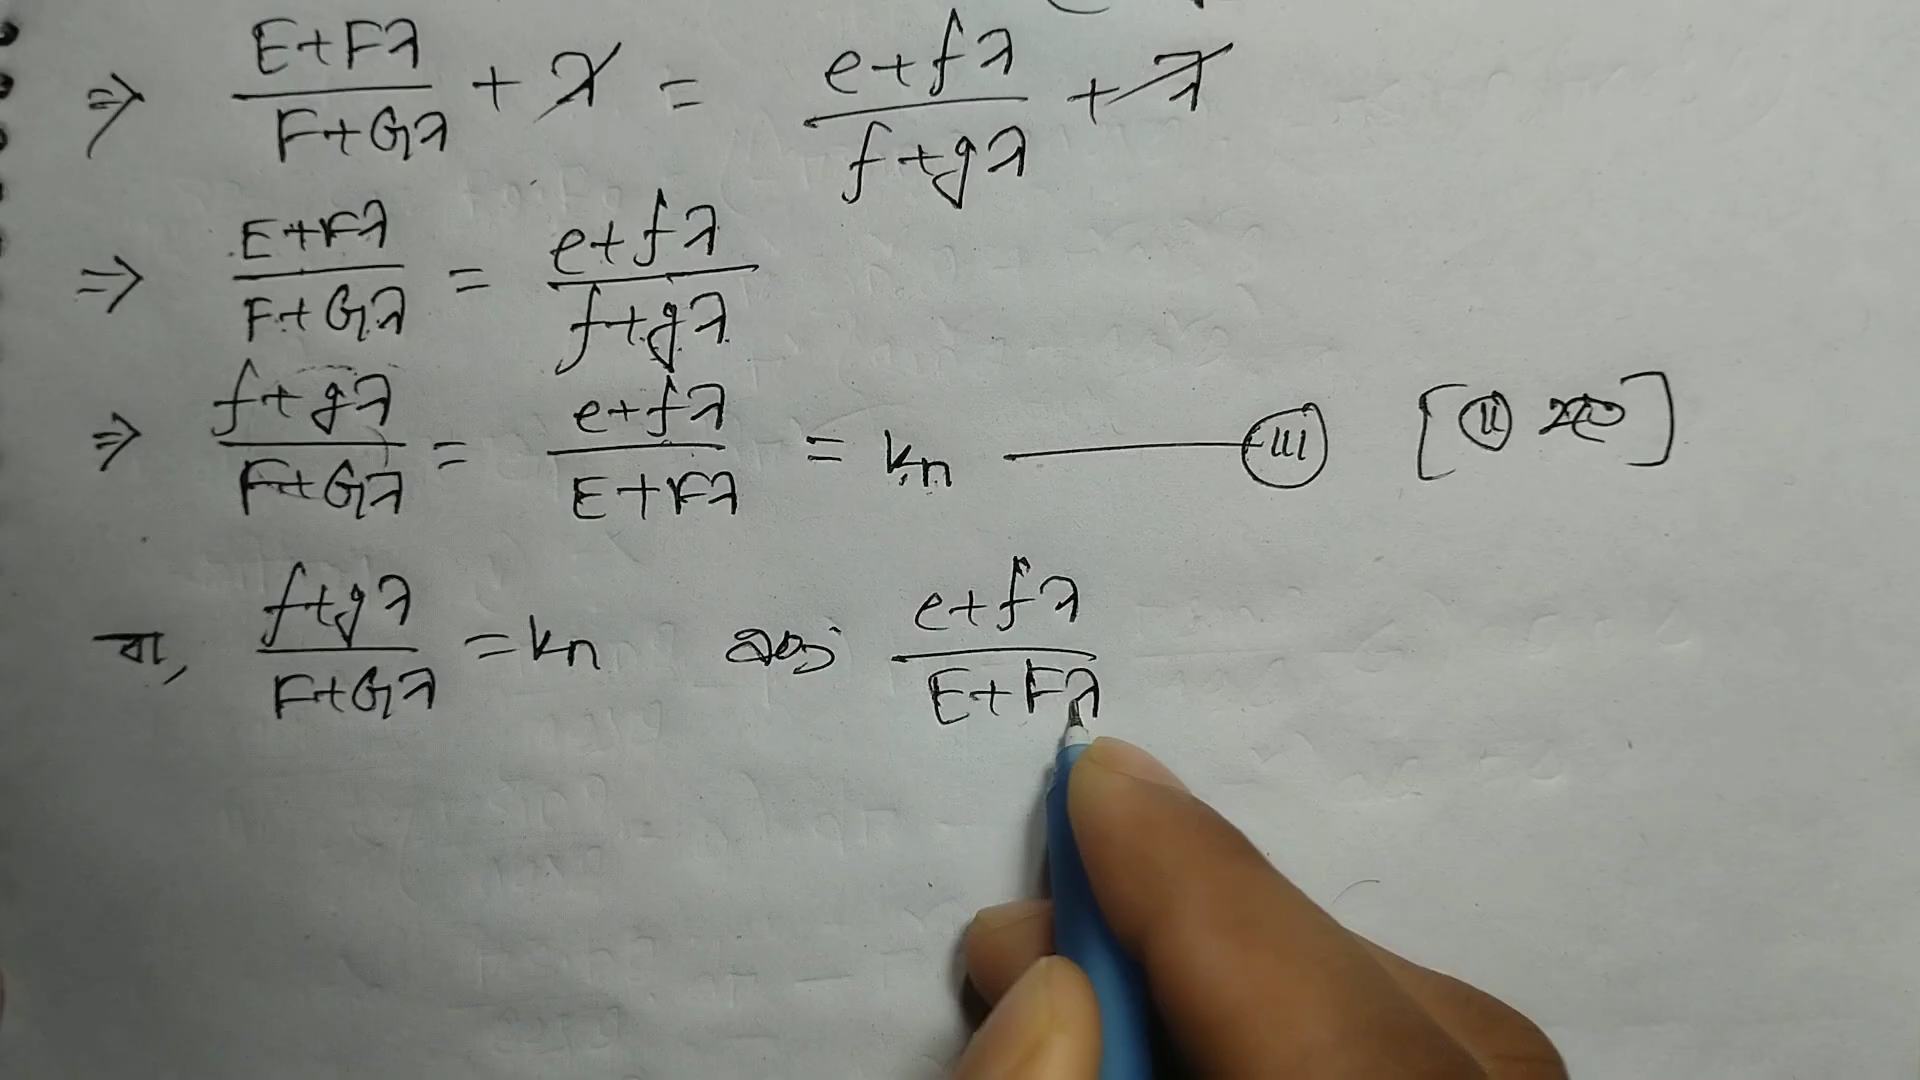 ⇒ (E+Fλ)/(F+Gλ) + λ = (e+fλ)/(f+gλ) + λ
⇒ (E+Fλ)/(F+Gλ) = (e+fλ)/(f+gλ)
⇒ (f+gλ)/(F+Gλ) = (e+fλ)/(E+Fλ) = kn —— (iii) [(ii) হতে]
বা, (f+gλ)/(F+Gλ) = kn এবং (e+fλ)/(E+Fλ)